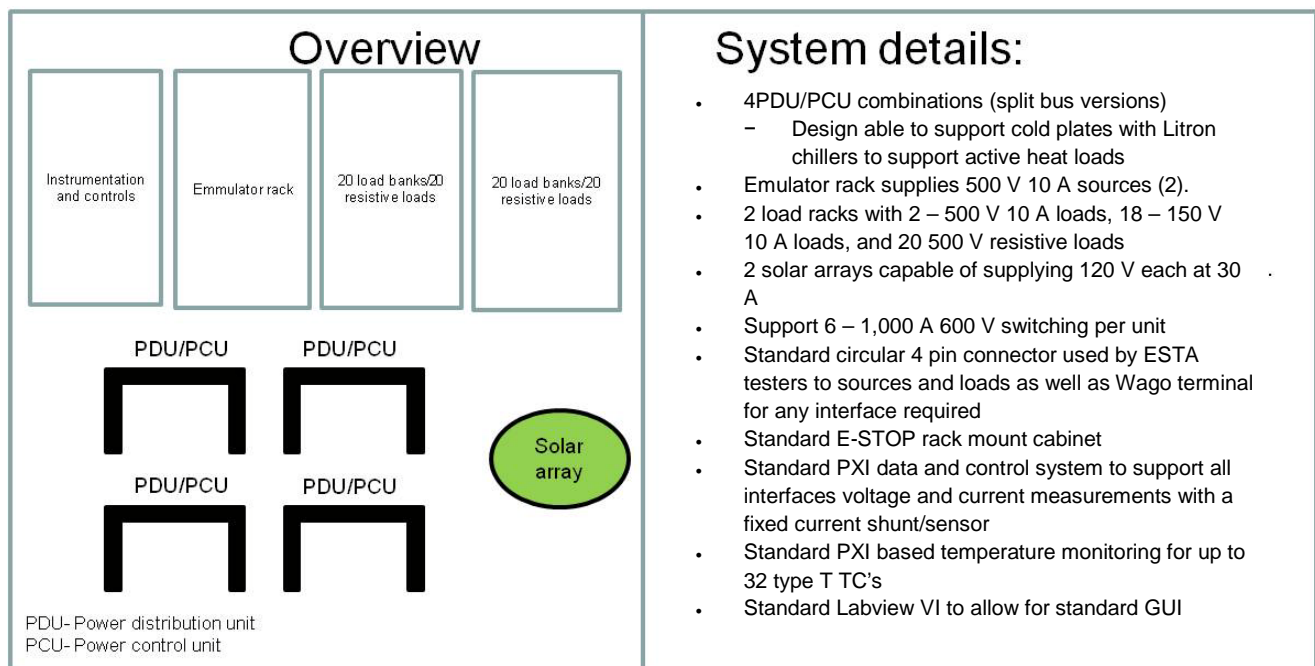 Overview
Instrumentation
and controls
Emmulator rack
20 load banks/20
resistive loads
20 load banks/20
resistive loads
PDU/PCU
PDU/PCU
PDU/PCU
PDU/PCU
Solar
array
PDU- Power distribution unit
PCU- Power control unit
System details:
• 4PDU/PCU combinations (split bus versions)
− Design able to support cold plates with Litron
chillers to support active heat loads
• Emulator rack supplies 500 V 10 A sources (2).
• 2 load racks with 2 – 500 V 10 A loads, 18 – 150 V
10 A loads, and 20 500 V resistive loads
• 2 solar arrays capable of supplying 120 V each at 30 .
A
• Support 6 – 1,000 A 600 V switching per unit
• Standard circular 4 pin connector used by ESTA
testers to sources and loads as well as Wago terminal
for any interface required
• Standard E-STOP rack mount cabinet
• Standard PXI data and control system to support all
interfaces voltage and current measurements with a
fixed current shunt/sensor
• Standard PXI based temperature monitoring for up to
32 type T TC’s
• Standard Labview VI to allow for standard GUI